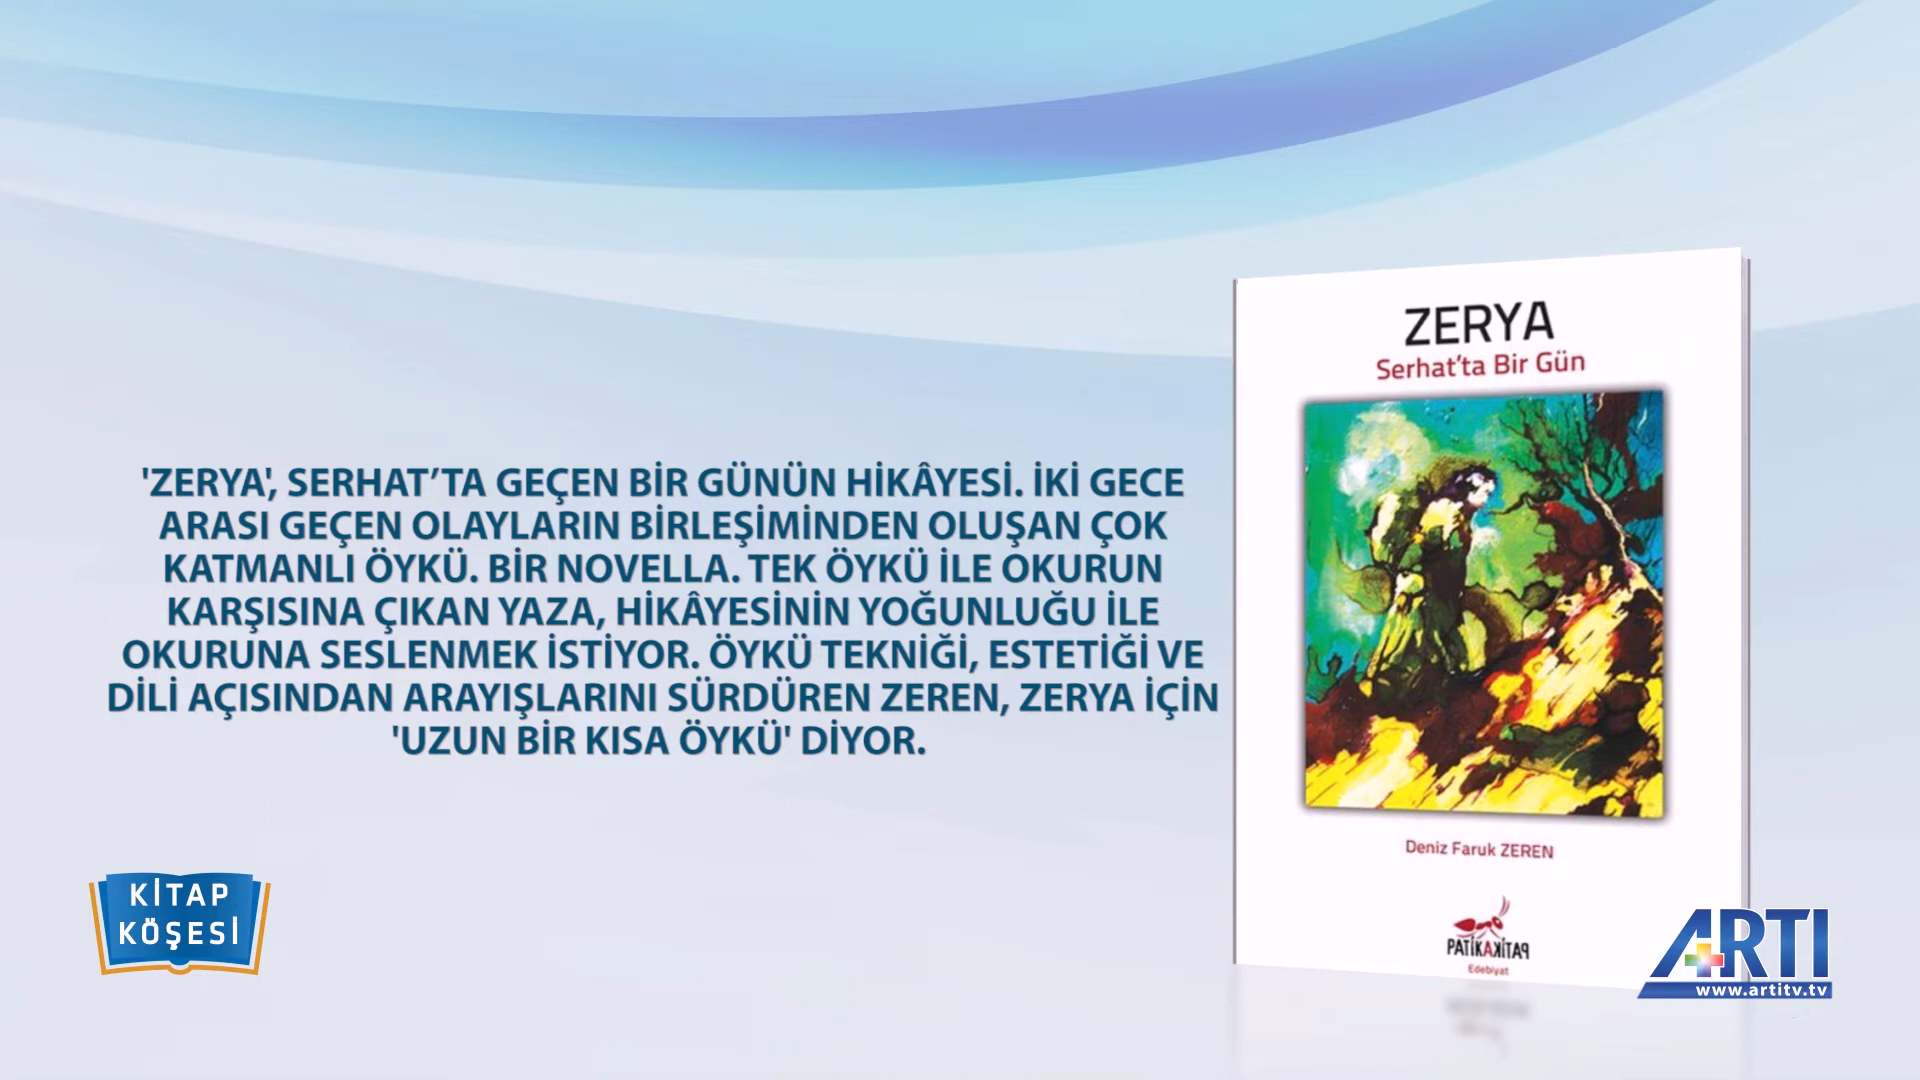 'ZERYA', SERHAT’TA GEÇEN BİR GÜNÜN HİKÂYESİ. İKİ GECE
ARASI GEÇEN OLAYLARIN BİRLEŞİMİNDEN OLUŞAN ÇOK
KATMANLI ÖYKÜ. BİR NOVELLA. TEK ÖYKÜ İLE OKURUN
KARŞISINA ÇIKAN YAZA, HİKÂYESİNİN YOĞUNLUĞU İLE
OKURUNA SESLENMEK İSTİYOR. ÖYKÜ TEKNİĞİ, ESTETİĞİ VE
DİLİ AÇISINDAN ARAYIŞLARINI SÜRDÜREN ZEREN, ZERYA İÇİN
'UZUN BİR KISA ÖYKÜ' DİYOR.
ZERYA
Serhat’ta Bir Gün
Deniz Faruk ZEREN
PATİKAKİTAP
Edebiyat
KİTAP
KÖŞESİ
ARTI
www.artitv.tv